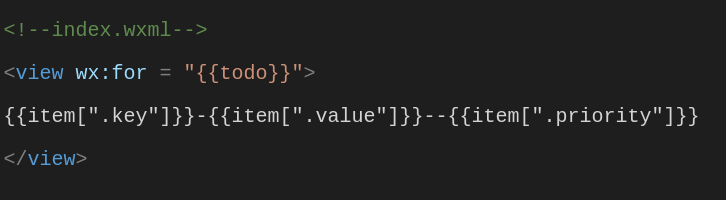 <!--index.wxml-->
<view wx:for = "{{todo}}">
{{item[".key"]}}-{{item[".value"]}}--{{item[".priority"]}}
</view>